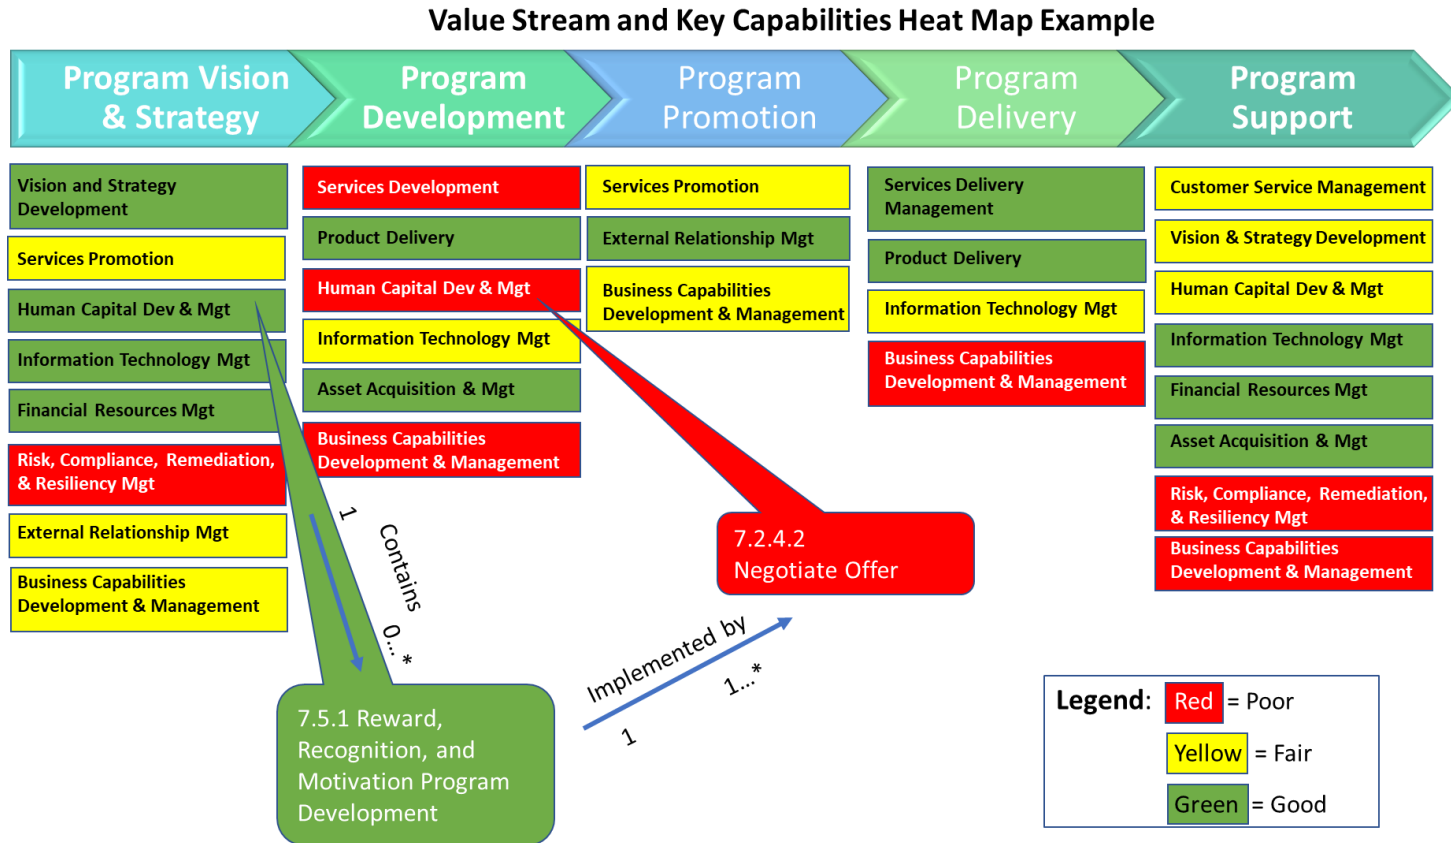 Value Stream and Key Capabilities Heat Map Example
Program Vision
& Strategy
Program
Development
Program
Promotion
Program
Delivery
Program
Support
Vision and Strategy
Development
Services Promotion
Human Capital Dev & Mgt
Information Technology Mgt
Financial Resources Mgt
Risk, Compliance, Remediation,
& Resiliency Mgt
External Relationship Mgt
Business Capabilities
Development & Management
Services Development
Product Delivery
Human Capital Dev & Mgt
Information Technology Mgt
Asset Acquisition & Mgt
Business Capabilities
Development & Management
Services Promotion
External Relationship Mgt
Business Capabilities
Development & Management
Services Delivery
Management
Product Delivery
Information Technology Mgt
Business Capabilities
Development & Management
Customer Service Management
Vision & Strategy Development
Human Capital Dev & Mgt
Information Technology Mgt
Financial Resources Mgt
Asset Acquisition & Mgt
Risk, Compliance, Remediation,
& Resiliency Mgt
Business Capabilities
Development & Management
1
Contains
0...*
7.5.1 Reward,
Recognition, and
Motivation Program
Development
Implemented by
1
1...*
7.2.4.2
Negotiate Offer
Legend: Red = Poor
Yellow = Fair
Green = Good